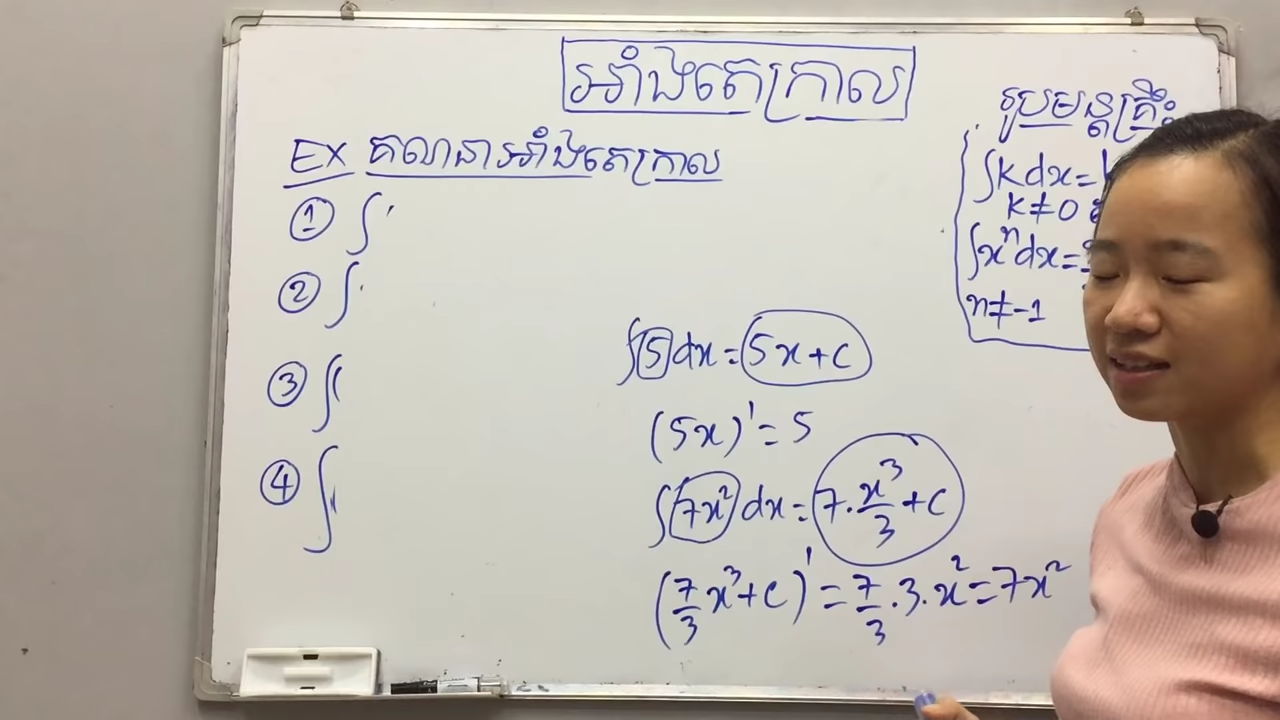 អាំងតេក្រាល
EX គណនាអាំងតេក្រាល
① ∫
② ∫
③ ∫
④ ∫
∫5dx=5x+c
(5x)'=5
∫7x²dx=7.x³/3+c
(7/3x³+c)'=7/3.3.x²=7x²
រូបមន្តគ្រឹះ
∫kdx=
k≠0
∫xⁿdx=
n≠-1